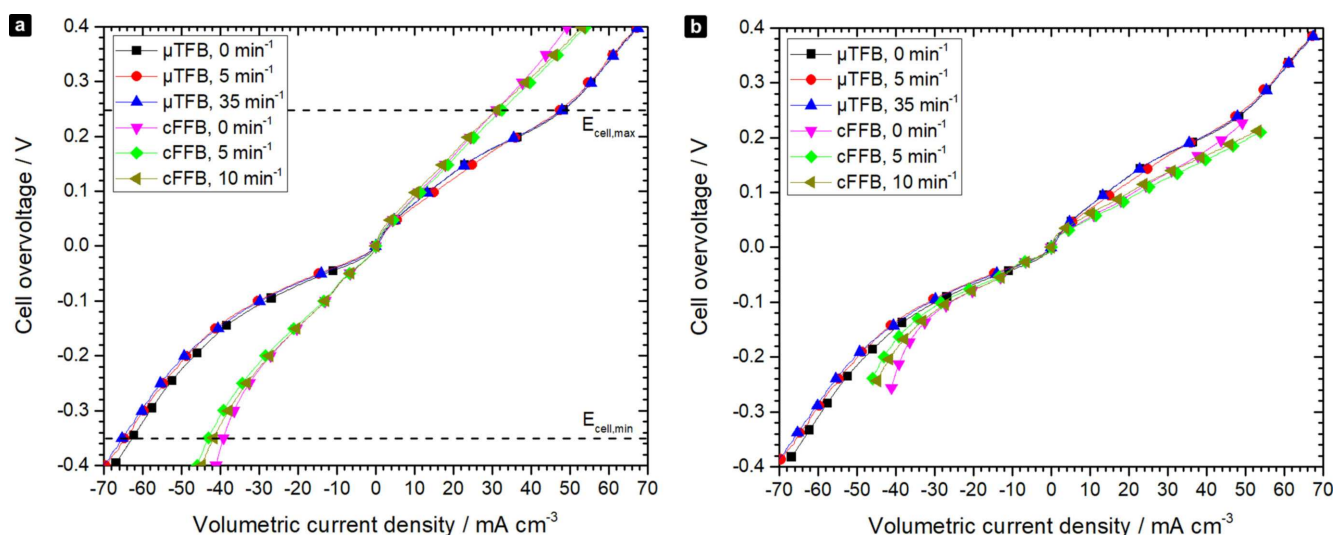 a
µTFB, 0 min-1
µTFB, 5 min-1
µTFB, 35 min-1
cFFB, 0 min-1
cFFB, 5 min-1
cFFB, 10 min-1
Ecell,max
Ecell,min
Cell overvoltage / V
0.4
0.3
0.2
0.1
0.0
-0.1
-0.2
-0.3
-0.4
-70 -60 -50 -40 -30 -20 -10 0 10 20 30 40 50 60 70
Volumetric current density / mA cm-3
b
µTFB, 0 min-1
µTFB, 5 min-1
µTFB, 35 min-1
cFFB, 0 min-1
cFFB, 5 min-1
cFFB, 10 min-1
Cell overvoltage / V
0.4
0.3
0.2
0.1
0.0
-0.1
-0.2
-0.3
-0.4
-70 -60 -50 -40 -30 -20 -10 0 10 20 30 40 50 60 70
Volumetric current density / mA cm-3